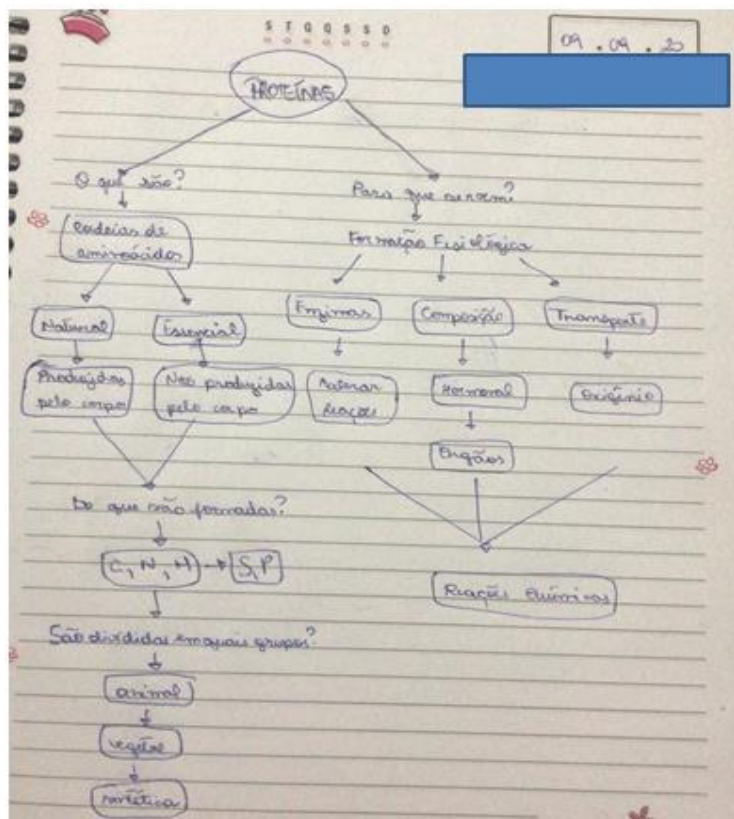 S T Q Q S S D
09 . 09 . 20
PROTEÍNAS
O que são?
Para que servem?
Cadeias de
aminoácidos
Formação Fisiológica
Natural
Essencial
Enzimas
Composição
Transporte
Produzidos
pelo corpo
Não produzidas
pelo corpo
Reações
Hormonal
Oxigênio
Órgãos
Do que são formadas?
C, N, H → S, P
Reações Químicas
São divididas em quais grupos?
animal
vegetal
sintética